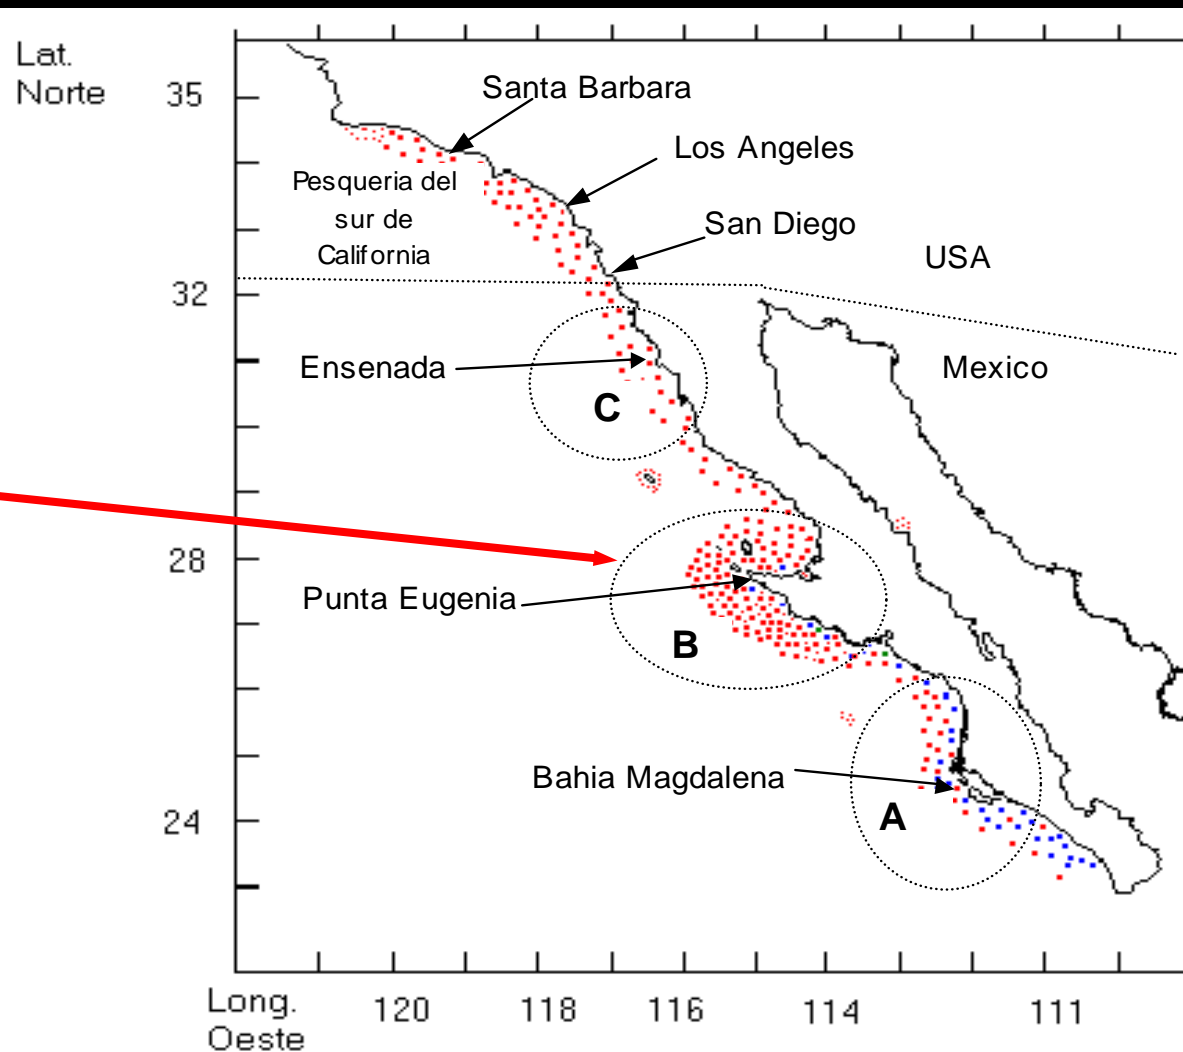 Lat.
Norte
35
Santa Barbara
Los Angeles
Pesqueria del
sur de
California
San Diego
USA
32
Ensenada
Mexico
C
28
Punta Eugenia
B
Bahia Magdalena
A
24
Long.
Oeste
120
118
116
114
111